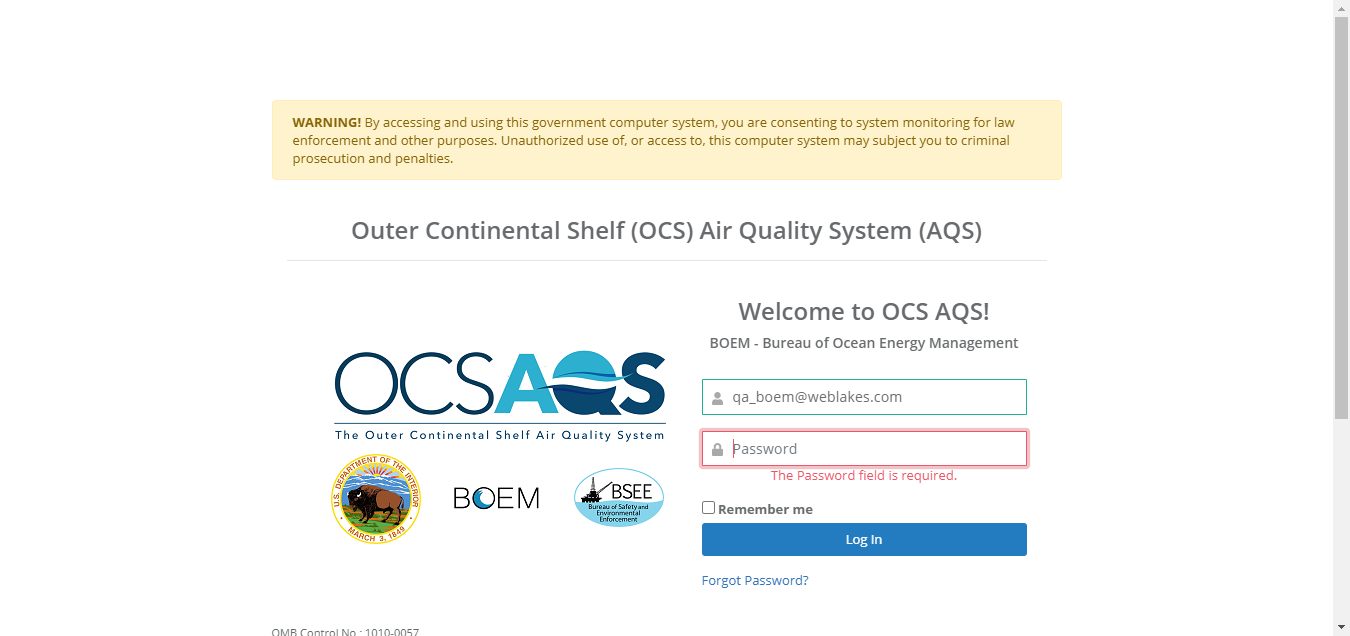 WARNING! By accessing and using this government computer system, you are consenting to system monitoring for law
enforcement and other purposes. Unauthorized use of, or access to, this computer system may subject you to criminal
prosecution and penalties.
Outer Continental Shelf (OCS) Air Quality System (AQS)
Welcome to OCS AQS!
BOEM - Bureau of Ocean Energy Management
OCSAQS
The Outer Continental Shelf Air Quality System
U.S. DEPARTMENT OF THE INTERIOR
MARCH 3, 1849
BOEM
BSEE
Bureau of Safety and
Environmental
Enforcement
qa_boem@weblakes.com
Password
The Password field is required.
Remember me
Log In
Forgot Password?
OMB Control No.: 1010-0057